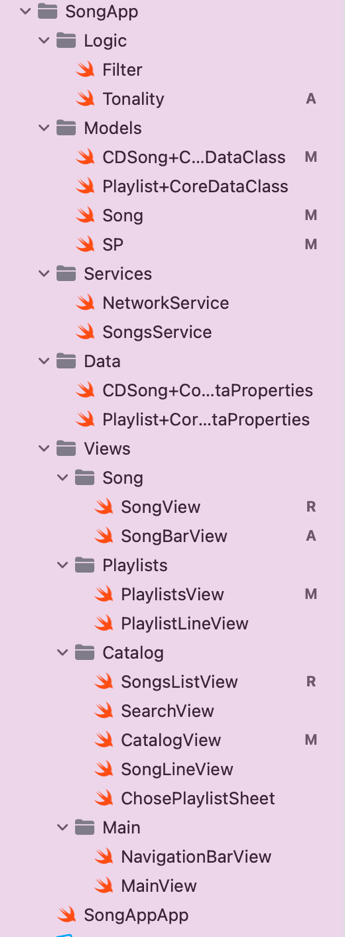 SongApp
Logic
Filter
Tonality A
Models
CDSong+C...DataClass M
Playlist+CoreDataClass
Song M
SP M
Services
NetworkService
SongsService
Data
CDSong+Co...taProperties
Playlist+Cor...taProperties
Views
Song
SongView R
SongBarView A
Playlists
PlaylistsView M
PlaylistLineView
Catalog
SongsListView R
SearchView
CatalogView M
SongLineView
ChosePlaylistSheet
Main
NavigationBarView
MainView
SongAppApp